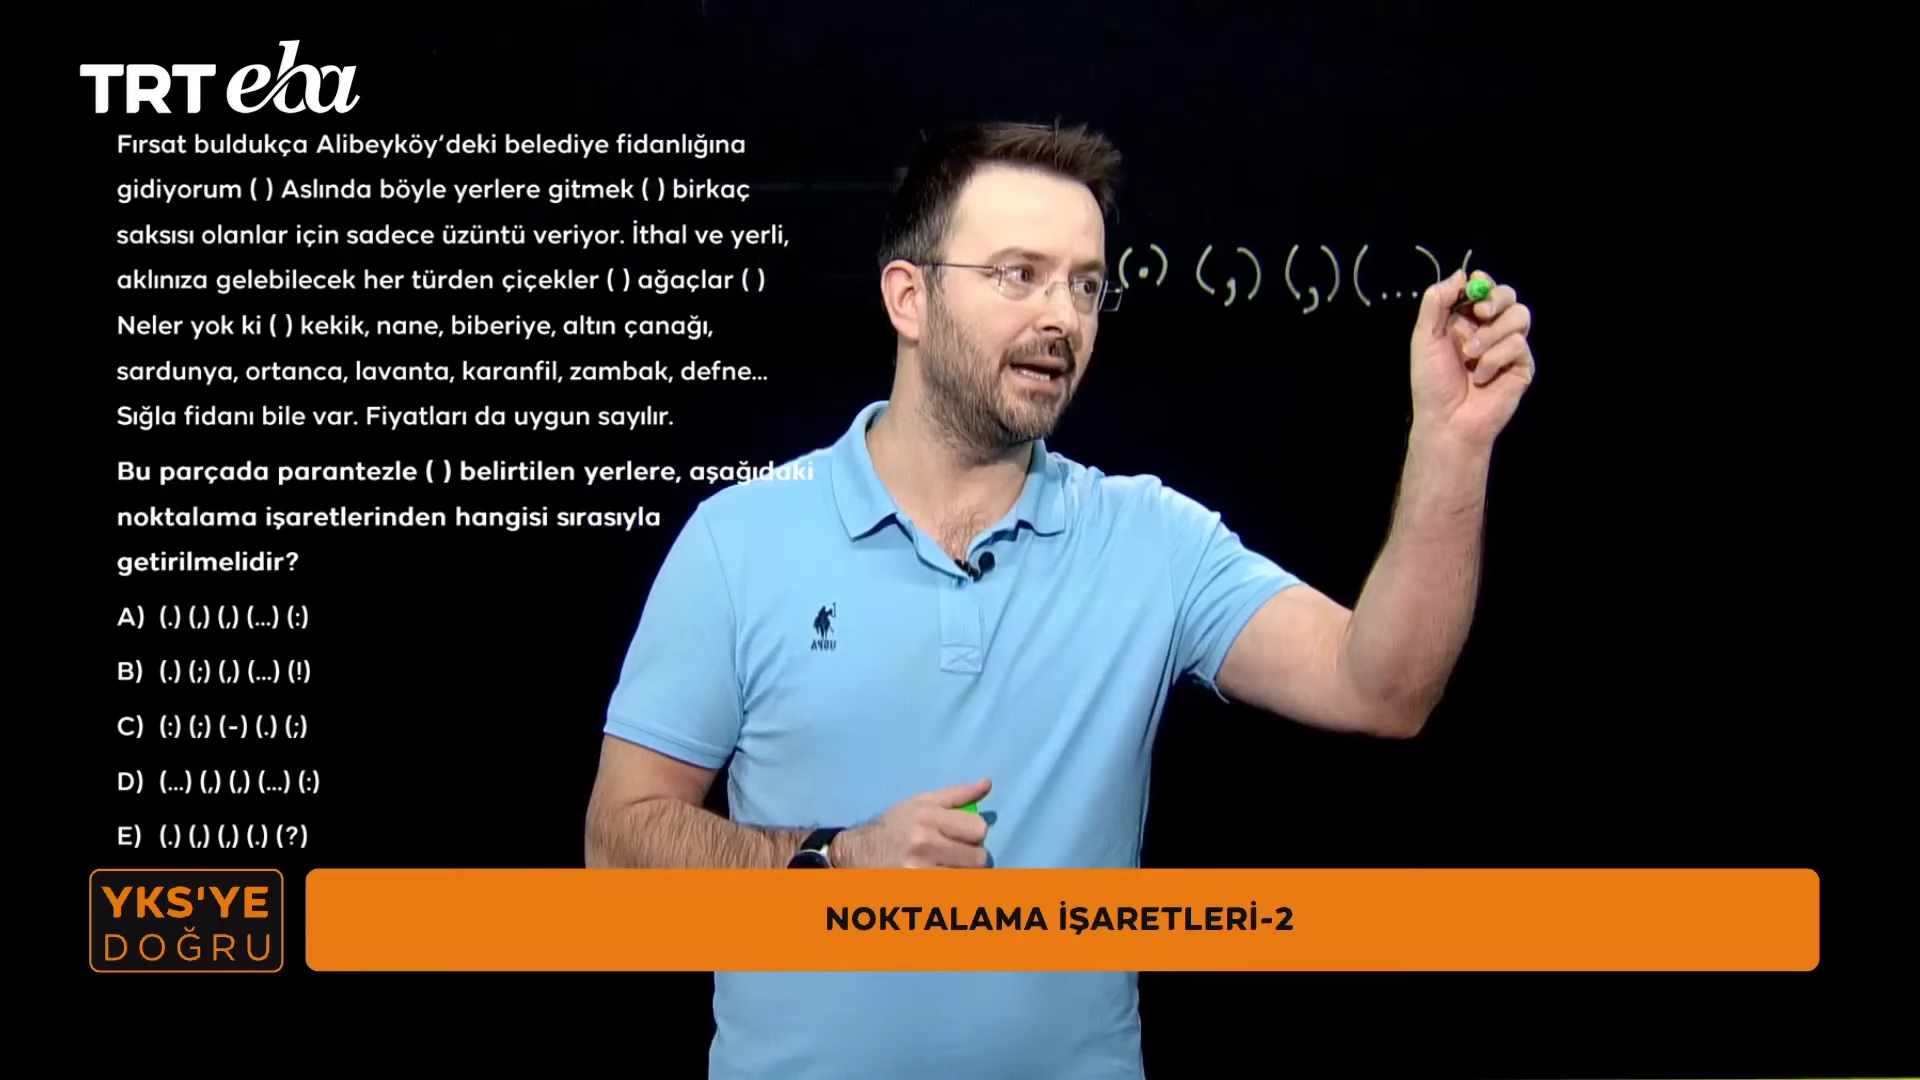 TRT eba
Fırsat buldukça Alibeyköy‘deki belediye fidanlığına
gidiyorum ( ) Aslında böyle yerlere gitmek ( ) birkaç
saksısı olanlar için sadece üzüntü veriyor. İthal ve yerli,
aklınıza gelebilecek her türden çiçekler ( ) ağaçlar ( )
Neler yok ki ( ) kekik, nane, biberiye, altın çanağı,
sardunya, ortanca, lavanta, karanfil, zambak, defne...
Sığla fidanı bile var. Fiyatları da uygun sayılır.
Bu parçada parantezle ( ) belirtilen yerlere, aşağıdaki
noktalama işaretlerinden hangisi sırasıyla
getirilmelidir?
A) (.) (,) (,) (...) (:)
B) (.) (;) (,) (...) (!)
C) (:) (;) (-) (.) (;)
D) (...) (,) (,) (...) (:)
E) (.) (,) (,) (.) (?)
(.) (,) (,) (...) (
YKS'YE
DOĞRU
NOKTALAMA İŞARETLERİ-2